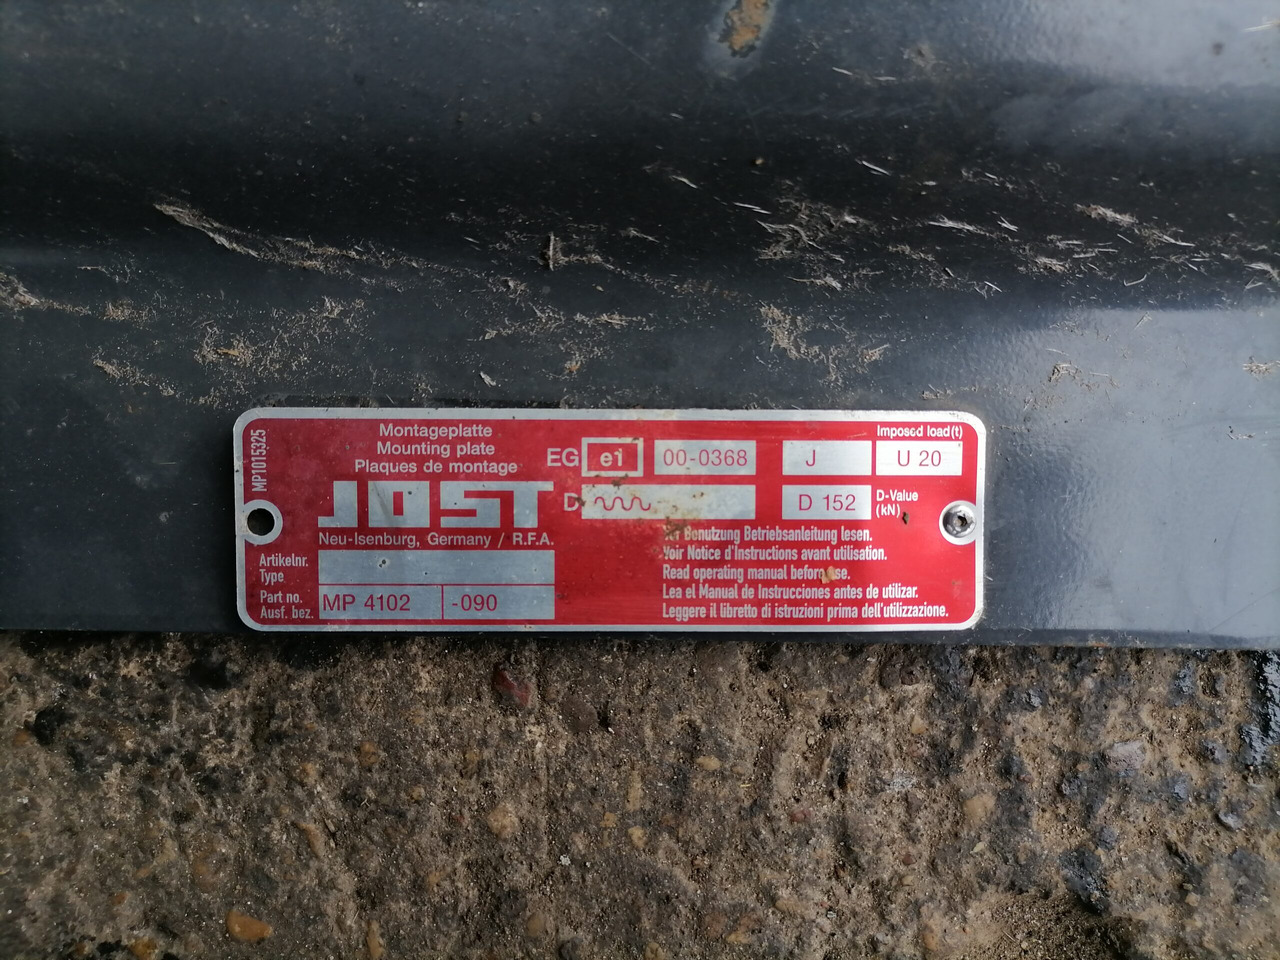 MP1015325
Montageplatte
Mounting plate
Plaques de montage
JOST
Neu-Isenburg, Germany / R.F.A.
Artikelnr.
Type
Part no.
Ausf. bez.
MP 4102 -090
EG e1 00-0368 J
Imposed load(t)
U 20
D
D 152
D-Value
(kN)
Benutzung Betriebsanleitung lesen.
Voir Notice d'Instructions avant utilisation.
Read operating manual before use.
Lea el Manual de Instrucciones antes de utilizar.
Leggere il libretto di istruzioni prima dell'utilizzazione.